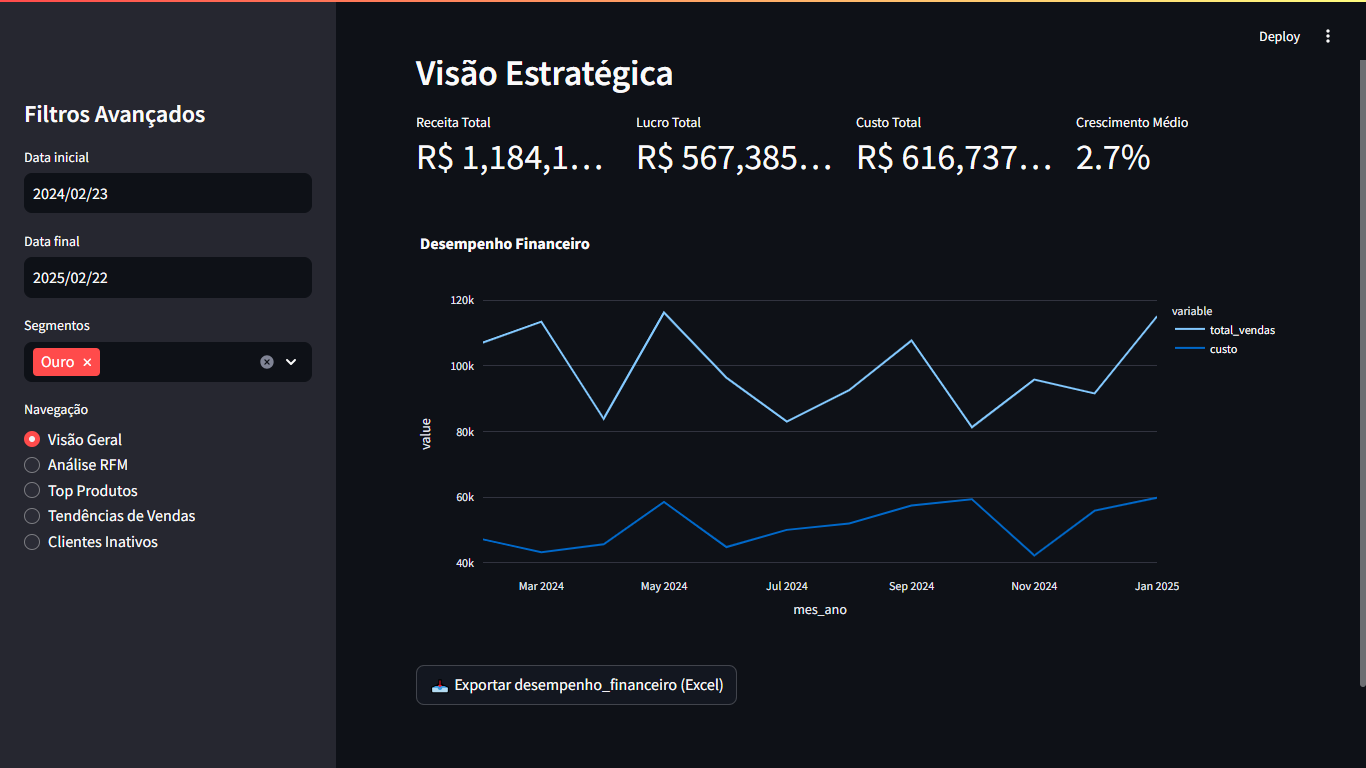 Deploy
Filtros Avançados
Data inicial
2024/02/23
Data final
2025/02/22
Segmentos
Ouro
Navegação
Visão Geral
Análise RFM
Top Produtos
Tendências de Vendas
Clientes Inativos
Visão Estratégica
Receita Total
R$ 1,184,1…
Lucro Total
R$ 567,385…
Custo Total
R$ 616,737…
Crescimento Médio
2.7%
Desempenho Financeiro
120k
100k
80k
60k
40k
value
Mar 2024
May 2024
Jul 2024
Sep 2024
Nov 2024
Jan 2025
mes_ano
variable
total_vendas
custo
Exportar desempenho_financeiro (Excel)